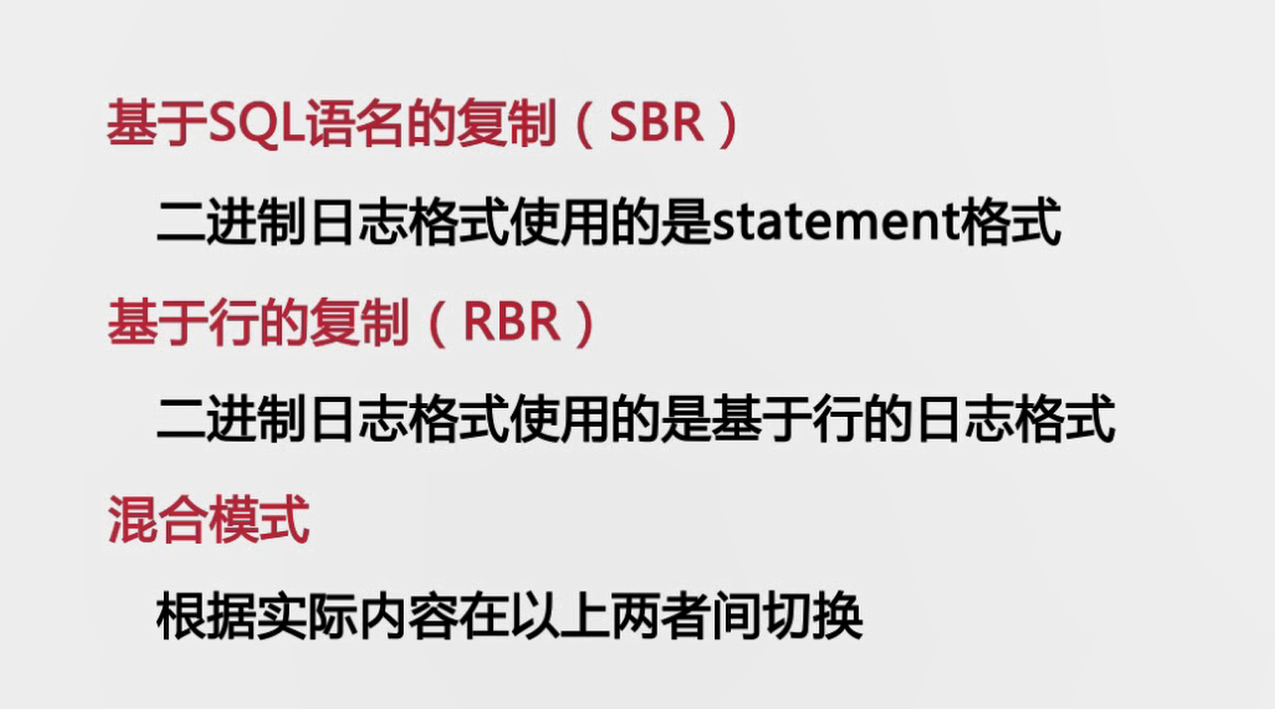 基于SQL语名的复制（SBR）
二进制日志格式使用的是statement格式
基于行的复制（RBR）
二进制日志格式使用的是基于行的日志格式
混合模式
根据实际内容在以上两者间切换